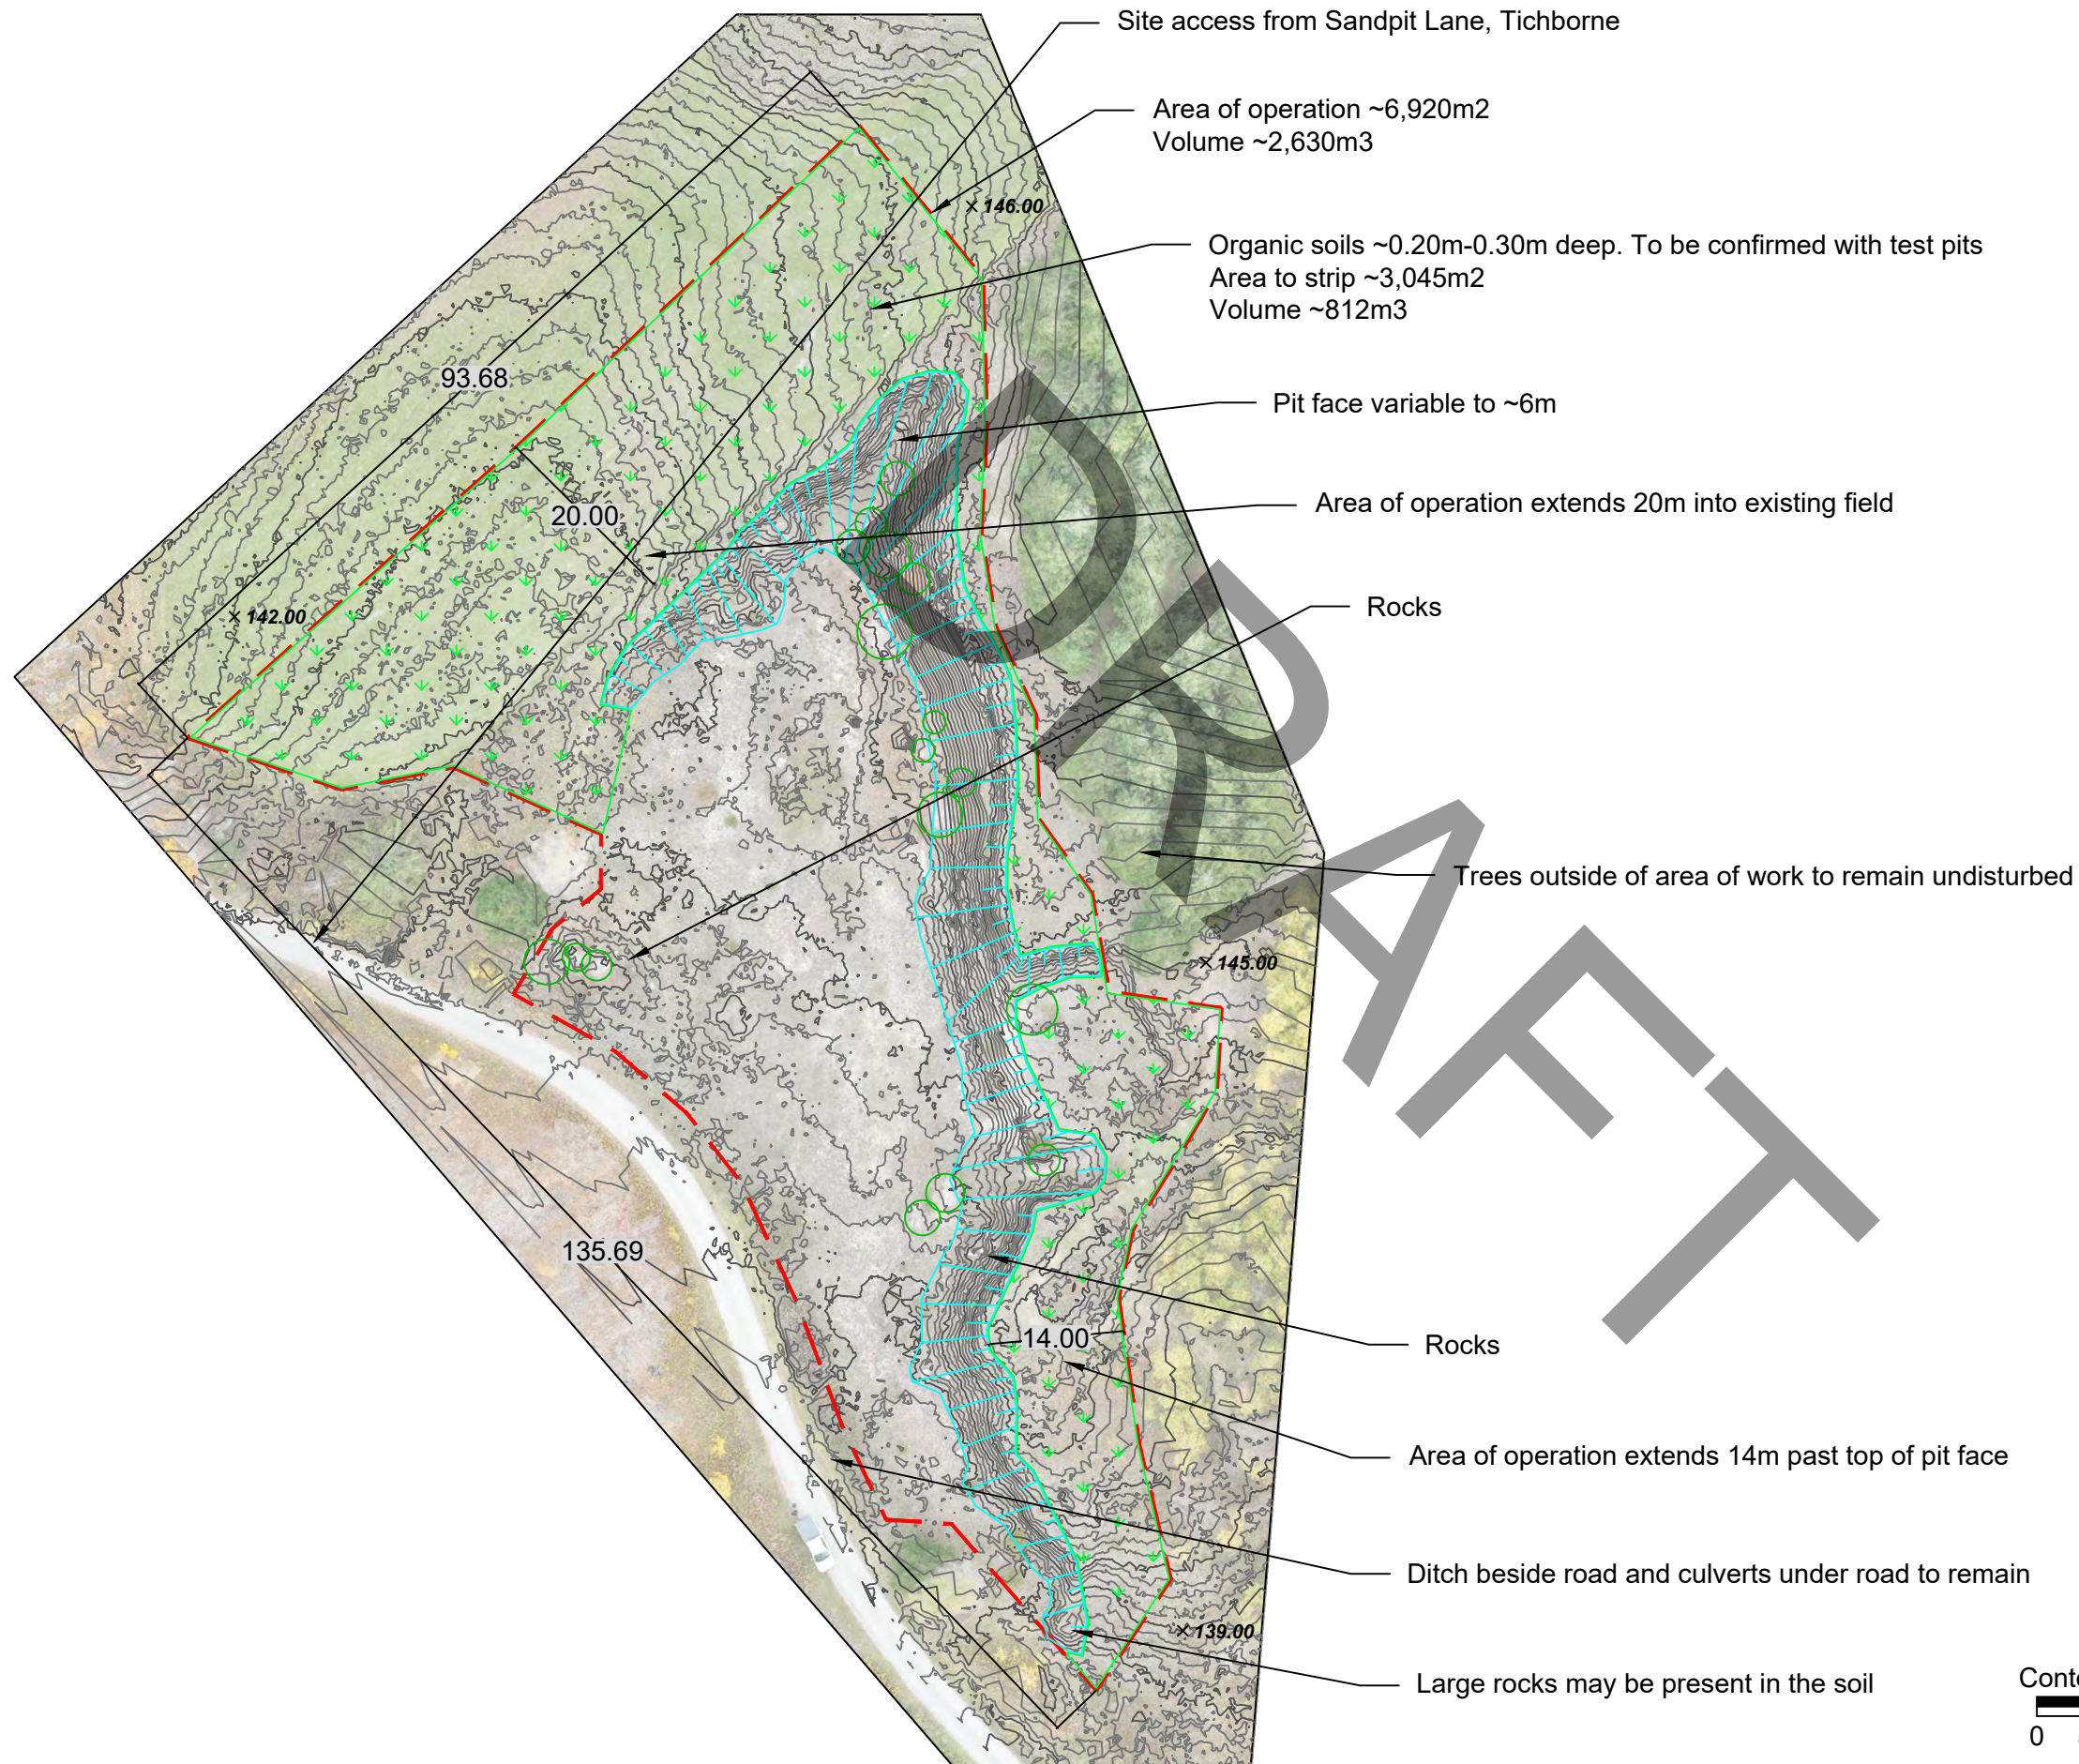 Site access from Sandpit Lane, Tichborne
Area of operation ~6,920m2
Volume ~2,630m3
146.00
Organic soils ~0.20m-0.30m deep. To be confirmed with test pits
Area to strip ~3,045m2
Volume ~812m3
93.68
Pit face variable to ~6m
Area of operation extends 20m into existing field
20.00
Rocks
142.00
DRAFT
Trees outside of area of work to remain undisturbed
145.00
135.69
14.00
Rocks
Area of operation extends 14m past top of pit face
Ditch beside road and culverts under road to remain
139.00
Large rocks may be present in the soil
0